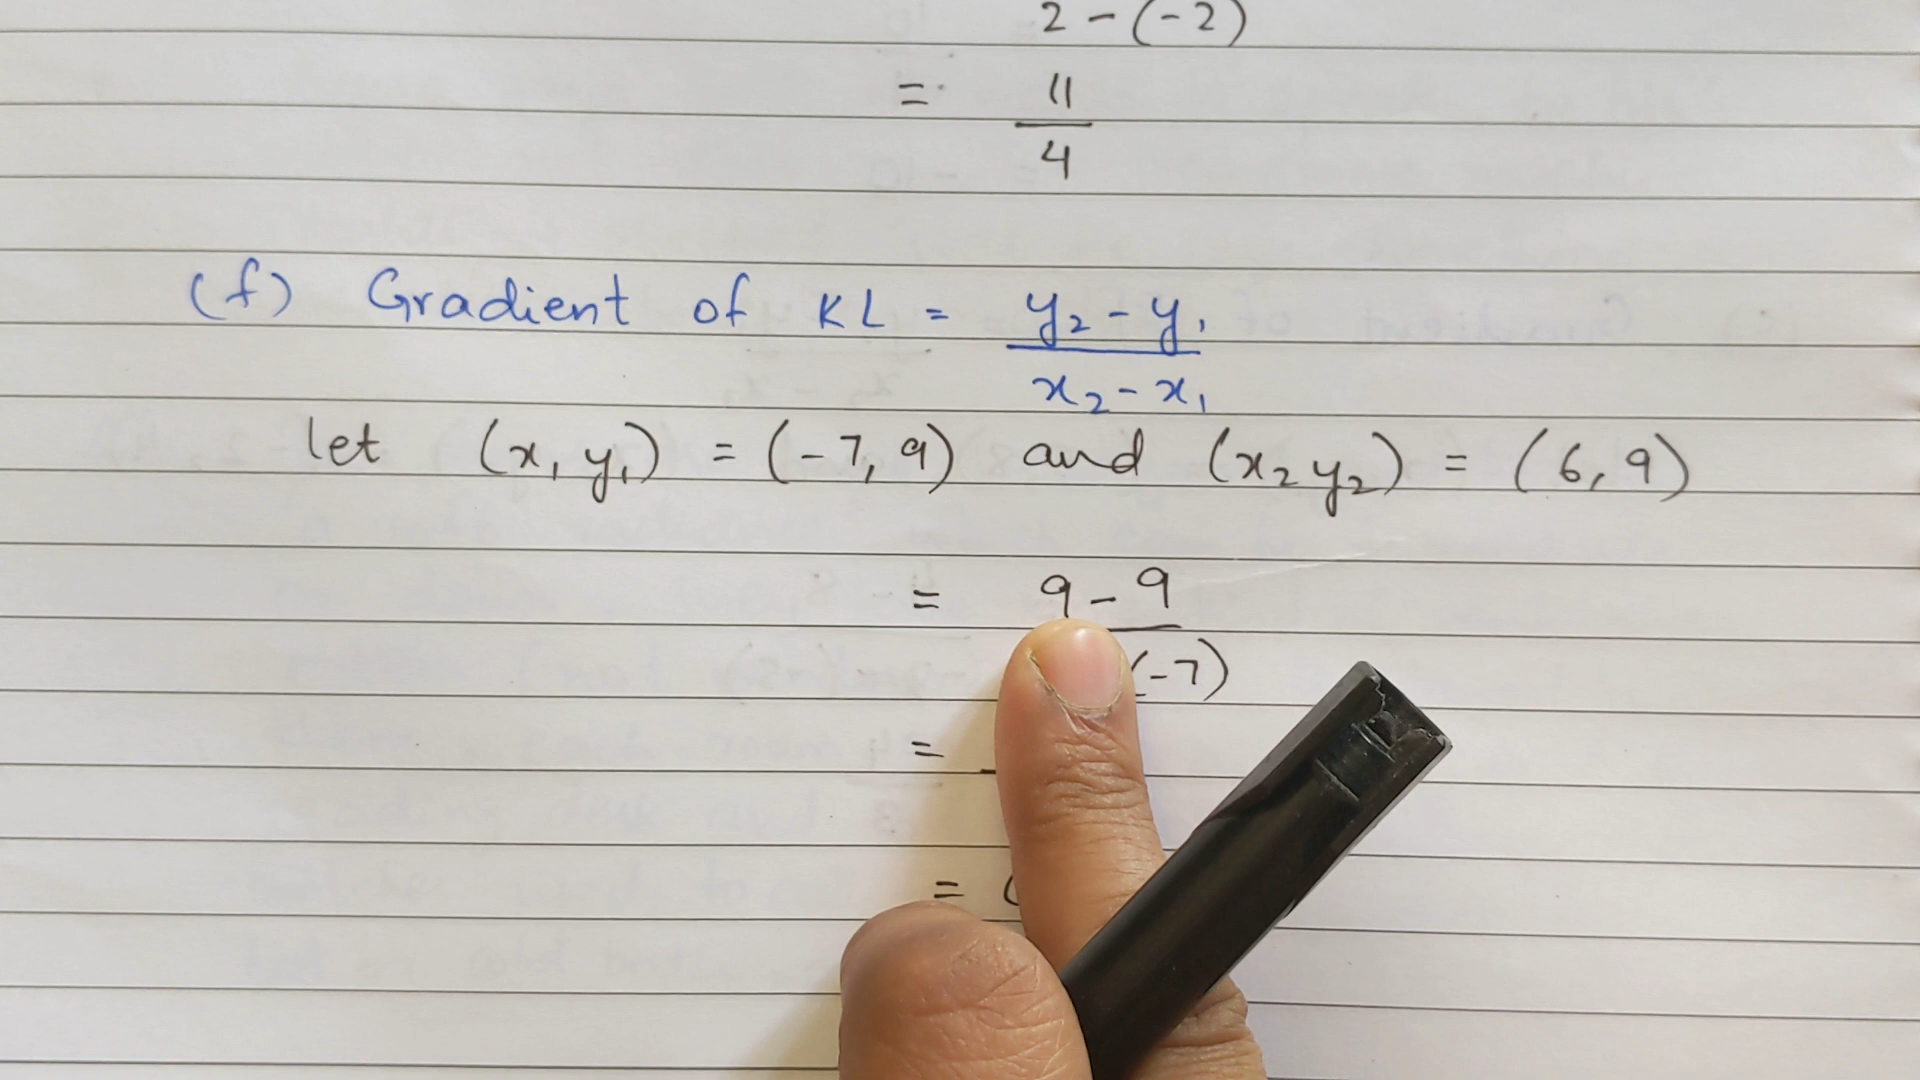 2 - (-2)
= 11
4
(f) Gradient of KL = y₂ - y₁
x₂ - x₁
let (x₁ y₁) = (-7, 9) and (x₂ y₂) = (6, 9)
= 9 - 9
(-7)
=
=